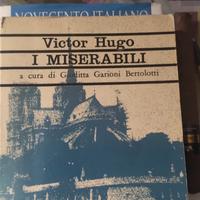 NOVECENTO ITALIANO
Victor Hugo
I MISERABILI
a cura di Giuditta Garioni Bertolotti